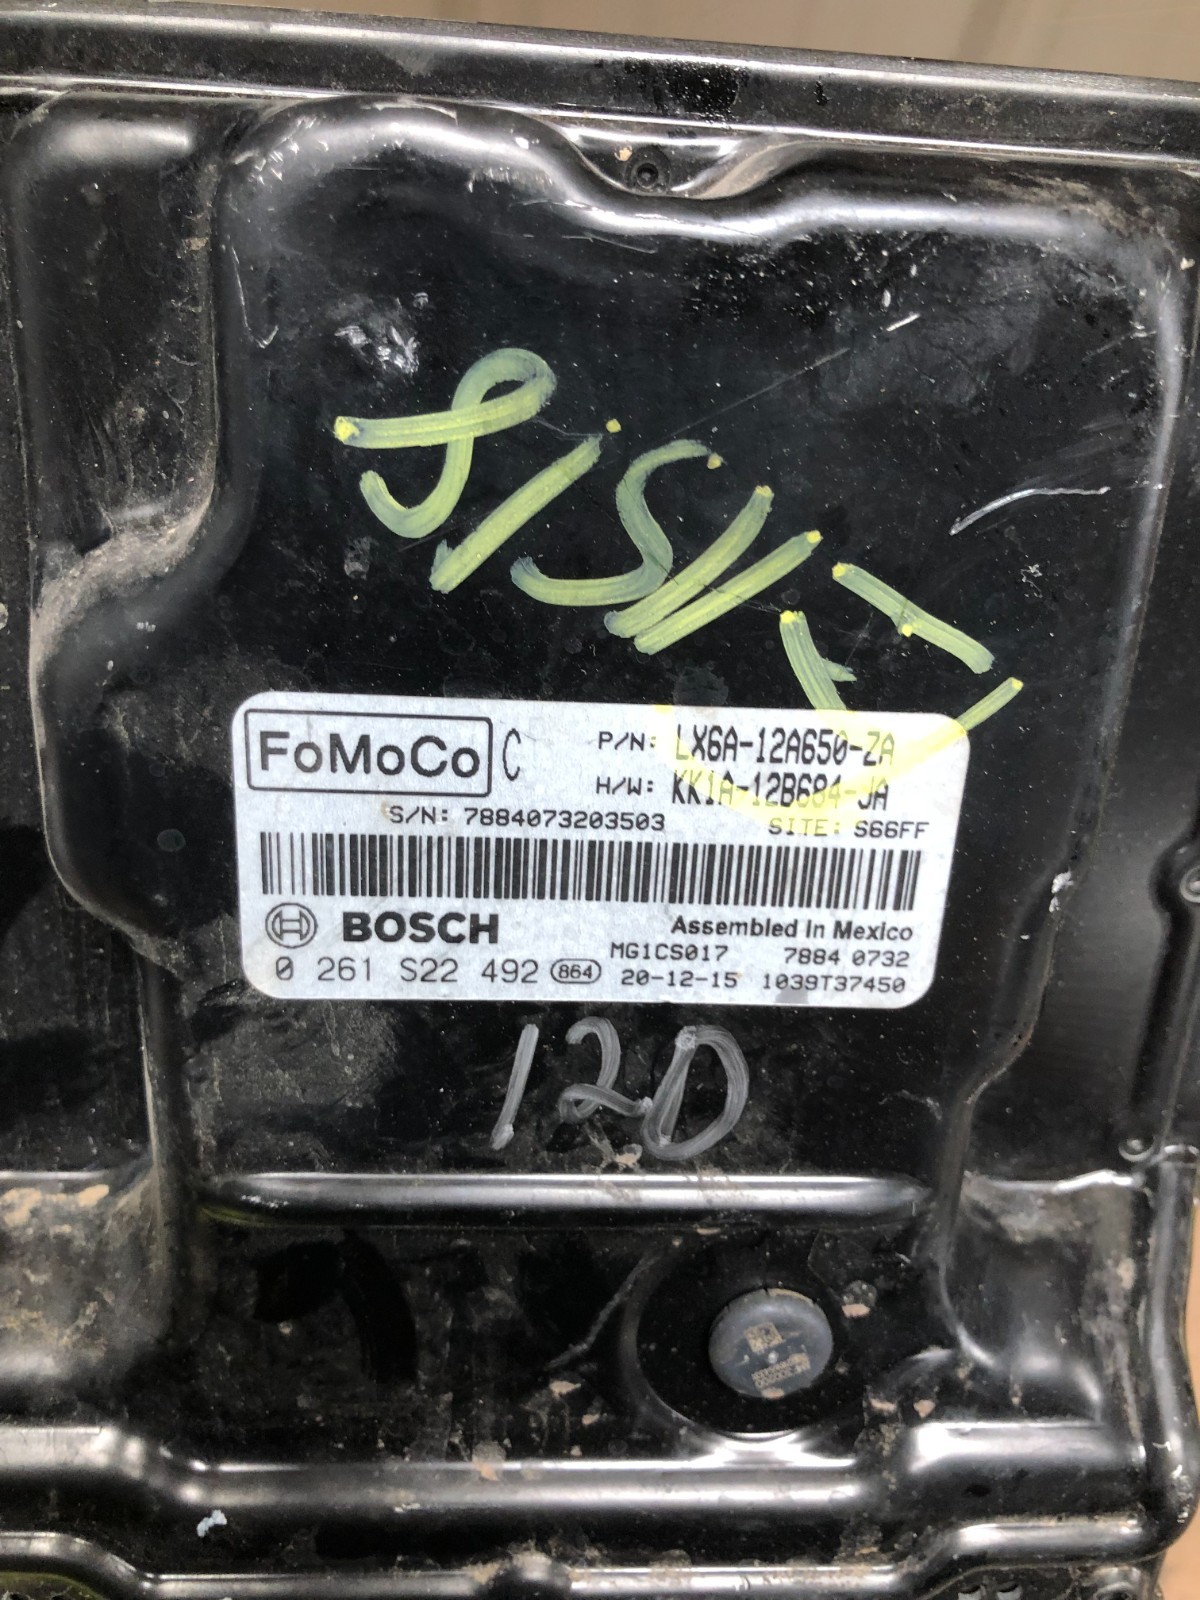 FoMoCo C P/N: LX6A-12A650-ZA
H/W: KK1A-12B684-JA
S/N: 7884073203503 SITE: S66FF
BOSCH Assembled in Mexico
MG1CS017 7884 0732
0 261 S22 492 864 20-12-15 1039T37450
120